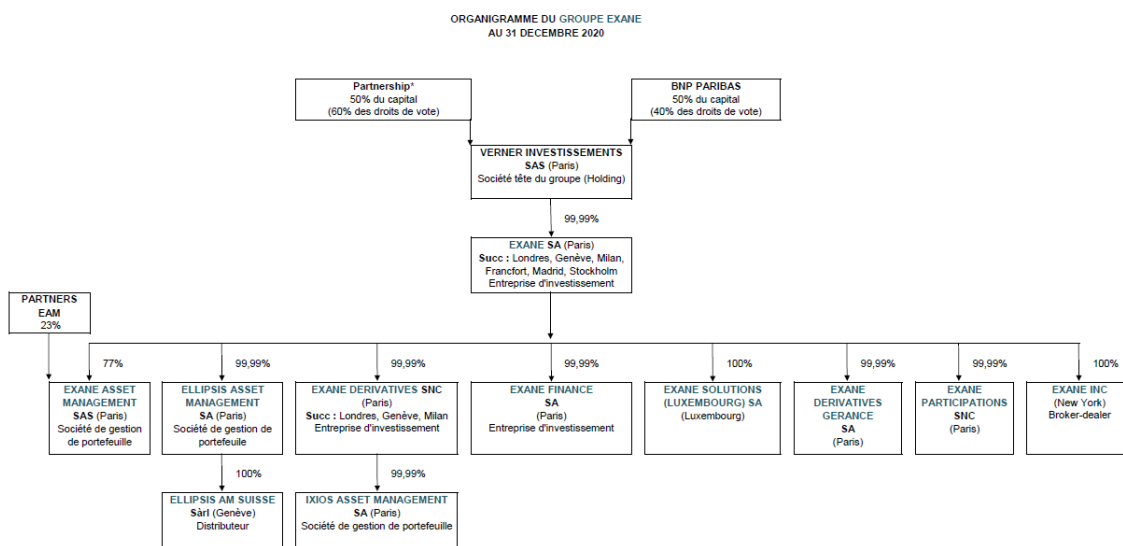 ORGANIGRAMME DU GROUPE EXANE
AU 31 DECEMBRE 2020
Partnership*
50% du capital
(60% des droits de vote)
BNP PARIBAS
50% du capital
(40% des droits de vote)
VERNER INVESTISSEMENTS
SAS (Paris)
Société tête du groupe (Holding)
99,99%
EXANE SA (Paris)
Succ : Londres, Genève, Milan,
Francfort, Madrid, Stockholm
Entreprise d'investissement
PARTNERS
EAM
23%
77%
99,99%
99,99%
99,99%
100%
99,99%
99,99%
100%
EXANE ASSET
MANAGEMENT
SAS (Paris)
Société de gestion
de portefeuille
ELLIPSIS ASSET
MANAGEMENT
SA (Paris)
Société de gestion de
portefeuile
EXANE DERIVATIVES SNC
(Paris)
Succ : Londres, Genève, Milan
Entreprise d'investissement
EXANE FINANCE
SA
(Paris)
Entreprise d'investissement
EXANE SOLUTIONS
(LUXEMBOURG) SA
(Luxembourg)
EXANE
DERIVATIVES
GERANCE
SA
(Paris)
EXANE
PARTICIPATIONS
SNC
(Paris)
EXANE INC
(New York)
Broker-dealer
100%
99,99%
ELLIPSIS AM SUISSE
Sàrl (Genève)
Distributeur
IXIOS ASSET MANAGEMENT
SA (Paris)
Société de gestion de portefeuille